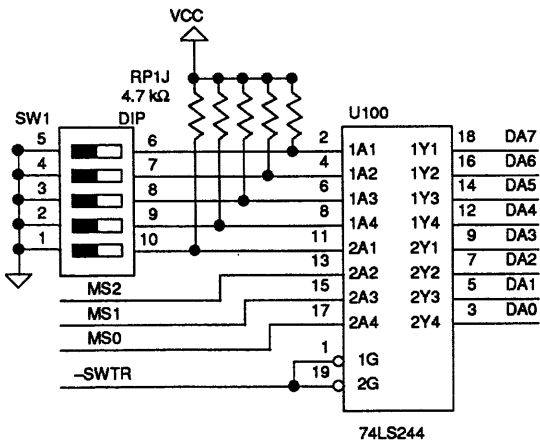 VCC
RP1J
4.7 kΩ
SW1
DIP
U100
5 6 2 1A1 1Y1 18 DA7
4 7 4 1A2 1Y2 16 DA6
3 8 6 1A3 1Y3 14 DA5
2 9 8 1A4 1Y4 12 DA4
1 10 11 2A1 2Y1 9 DA3
MS2 13 2A2 2Y2 7 DA2
MS1 15 2A3 2Y3 5 DA1
MS0 17 2A4 2Y4 3 DA0
1 1G
–SWTR 19 2G
74LS244